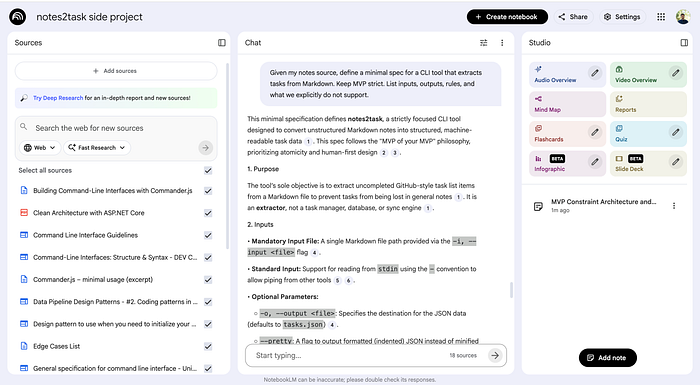 notes2task side project
+ Create notebook
Share
Settings
Sources
+ Add sources
Try Deep Research for an in-depth report and new sources!
Search the web for new sources
Web
Fast Research
Select all sources
Building Command-Line Interfaces with Commander.js
Clean Architecture with ASP.NET Core
Command Line Interface Guidelines
Command-Line Interfaces: Structure & Syntax - DEV C...
Commander.js – minimal usage (excerpt)
Data Pipeline Design Patterns - #2. Coding patterns in ...
Design pattern to use when you need to initialize your ...
Edge Cases List
General specification for command line interface - Uni...
Chat
Given my notes source, define a minimal spec for a CLI tool that extracts
tasks from Markdown. Keep MVP strict. List inputs, outputs, rules, and
what we explicitly do not support.
This minimal specification defines notes2task, a strictly focused CLI tool
designed to convert unstructured Markdown notes into structured, machine-
readable task data 1 . This spec follows the "MVP of your MVP" philosophy,
prioritizing atomicity and human-first design 2 3 .
1. Purpose
The tool's sole objective is to extract uncompleted GitHub-style task list items
from a Markdown file to prevent tasks from being lost in general notes 1 . It is
an extractor, not a task manager, database, or sync engine 1 .
2. Inputs
• Mandatory Input File: A single Markdown file path provided via the -i, --
input <file> flag 4 .
• Standard Input: Support for reading from stdin using the - convention to
allow piping from other tools 5 6 .
• Optional Parameters:
◦ -o, --output <file>: Specifies the destination for the JSON data
(defaults to tasks.json) 4 .
◦ --pretty: A flag to output formatted (indented) JSON instead of minified
Start typing...
18 sources
Studio
Audio Overview
Video Overview
Mind Map
Reports
Flashcards
Quiz
BETA
Infographic
BETA
Slide Deck
MVP Constraint Architecture and...
1m ago
Add note
NotebookLM can be inaccurate; please double check its responses.